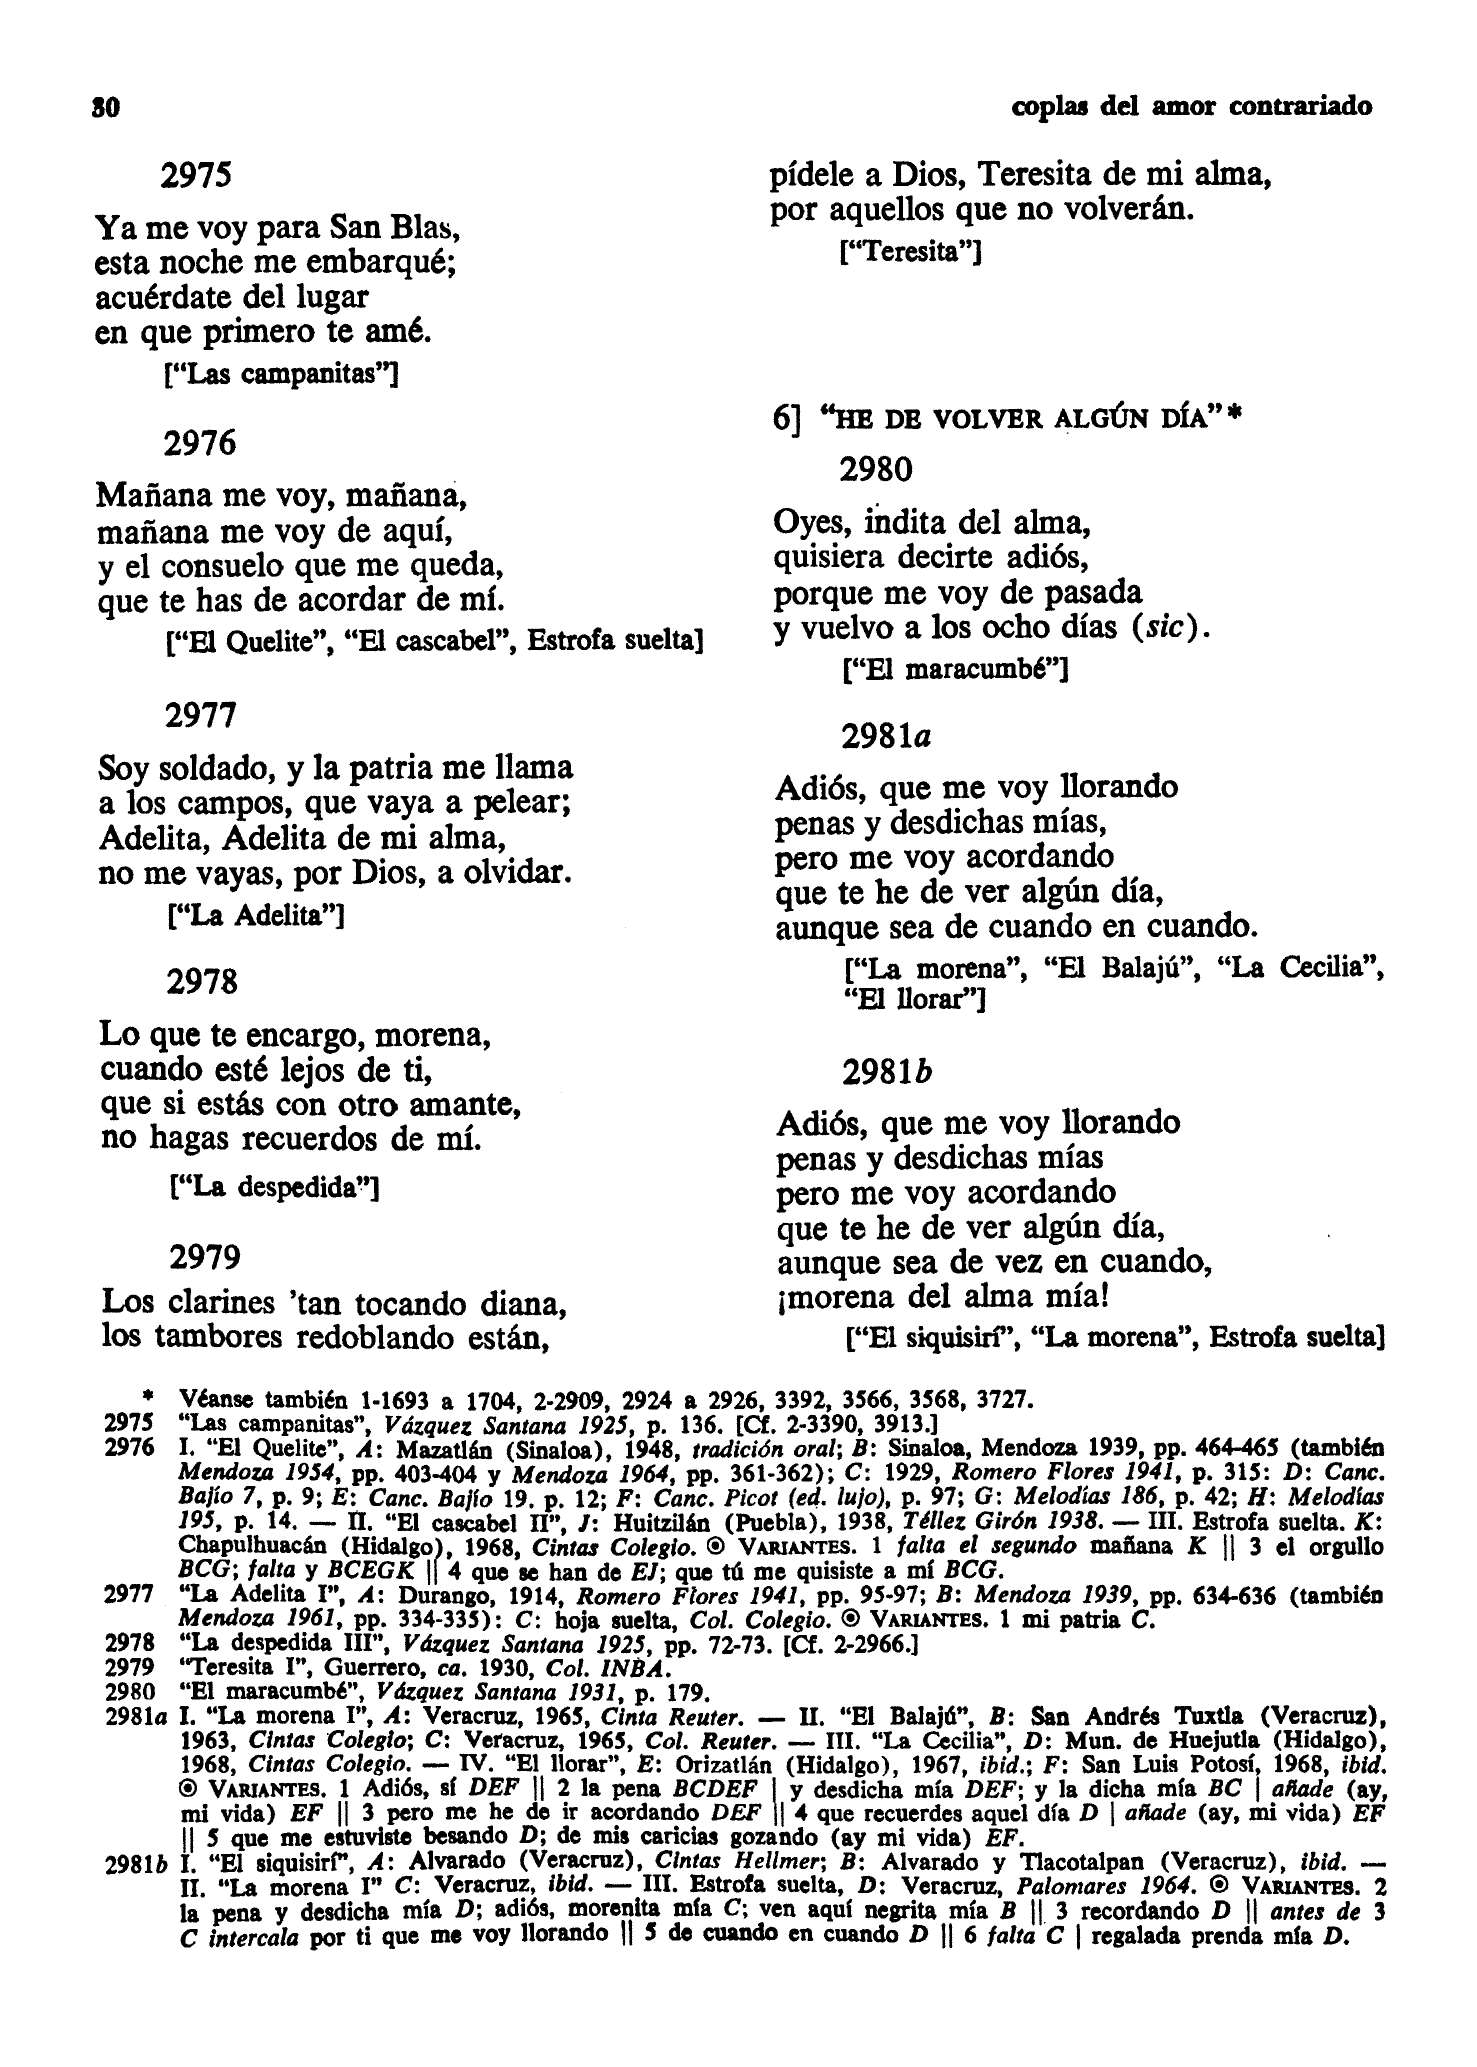 80
coplas del amor contrariado
2975
Ya me voy para San Blas,
esta noche me embarqué;
acuérdate del lugar
en que primero te amé.
[“Las campanitas”]
2976
Mañana me voy, mañana,
mañana me voy de aquí,
y el consuelo que me queda,
que te has de acordar de mí.
[“El Quelite”, “El cascabel”, Estrofa suelta]
2977
Soy soldado, y la patria me llama
a los campos, que vaya a pelear;
Adelita, Adelita de mi alma,
no me vayas, por Dios, a olvidar.
[“La Adelita”]
2978
Lo que te encargo, morena,
cuando esté lejos de ti,
que si estás con otro amante,
no hagas recuerdos de mí.
[“La despedida”]
2979
Los clarines ’tan tocando diana,
los tambores redoblando están,
pídele a Dios, Teresita de mi alma,
por aquellos que no volverán.
[“Teresita”]
6] “HE DE VOLVER ALGÚN DÍA”*
2980
Oyes, indita del alma,
quisiera decirte adiós,
porque me voy de pasada
y vuelvo a los ocho días (sic).
[“El maracumbé”]
2981a
Adiós, que me voy llorando
penas y desdichas mías,
pero me voy acordando
que te he de ver algún día,
aunque sea de cuando en cuando.
[“La morena”, “El Balajú”, “La Cecilia”,
“El llorar”]
2981b
Adiós, que me voy llorando
penas y desdichas mías
pero me voy acordando
que te he de ver algún día,
aunque sea de vez en cuando,
¡morena del alma mía!
[“El siquisirí”, “La morena”, Estrofa suelta]
* Véanse también 1-1693 a 1704, 2-2909, 2924 a 2926, 3392, 3566, 3568, 3727.
2975 “Las campanitas”, Vázquez Santana 1925, p. 136. [Cf. 2-3390, 3913.]
2976 I. “El Quelite”, A: Mazatlán (Sinaloa), 1948, tradición oral; B: Sinaloa, Mendoza 1939, pp. 464-465 (también
Mendoza 1954, pp. 403-404 y Mendoza 1964, pp. 361-362); C: 1929, Romero Flores 1941, p. 315: D: Canc.
Bajío 7, p. 9; E: Canc. Bajío 19. p. 12; F: Canc. Picot (ed. lujo), p. 97; G: Melodías 186, p. 42; H: Melodías
195, p. 14. — II. “El cascabel II”, J: Huitzilán (Puebla), 1938, Téllez Girón 1938. — III. Estrofa suelta. K:
Chapulhuacán (Hidalgo), 1968, Cintas Colegio. ⊙ VARIANTES. 1 falta el segundo mañana K || 3 el orgullo
BCG; falta y BCEGK || 4 que se han de EJ; que tú me quisiste a mí BCG.
2977 “La Adelita I”, A: Durango, 1914, Romero Flores 1941, pp. 95-97; B: Mendoza 1939, pp. 634-636 (también
Mendoza 1961, pp. 334-335): C: hoja suelta, Col. Colegio. ⊙ VARIANTES. 1 mi patria C.
2978 “La despedida III”, Vázquez Santana 1925, pp. 72-73. [Cf. 2-2966.]
2979 “Teresita I”, Guerrero, ca. 1930, Col. INBA.
2980 “El maracumbé”, Vázquez Santana 1931, p. 179.
2981a I. “La morena I”, A: Veracruz, 1965, Cinta Reuter. — II. “El Balajú”, B: San Andrés Tuxtla (Veracruz),
1963, Cintas Colegio; C: Veracruz, 1965, Col. Reuter. — III. “La Cecilia”, D: Mun. de Huejutla (Hidalgo),
1968, Cintas Colegio. — IV. “El llorar”, E: Orizatlán (Hidalgo), 1967, ibid.; F: San Luis Potosí, 1968, ibid.
⊙ VARIANTES. 1 Adiós, sí DEF || 2 la pena BCDEF | y desdicha mía DEF; y la dicha mía BC | añade (ay,
mi vida) EF || 3 pero me he de ir acordando DEF || 4 que recuerdes aquel día D | añade (ay, mi vida) EF
|| 5 que me estuviste besando D; de mis caricias gozando (ay mi vida) EF.
2981b I. “El siquisirí”, A: Alvarado (Veracruz), Cintas Hellmer; B: Alvarado y Tlacotalpan (Veracruz), ibid. —
II. “La morena I” C: Veracruz, ibid. — III. Estrofa suelta, D: Veracruz, Palomares 1964. ⊙ VARIANTES. 2
la pena y desdicha mía D; adiós, morenita mía C; ven aquí negrita mía B || 3 recordando D || antes de 3
C intercala por ti que me voy llorando || 5 de cuando en cuando D || 6 falta C | regalada prenda mía D.